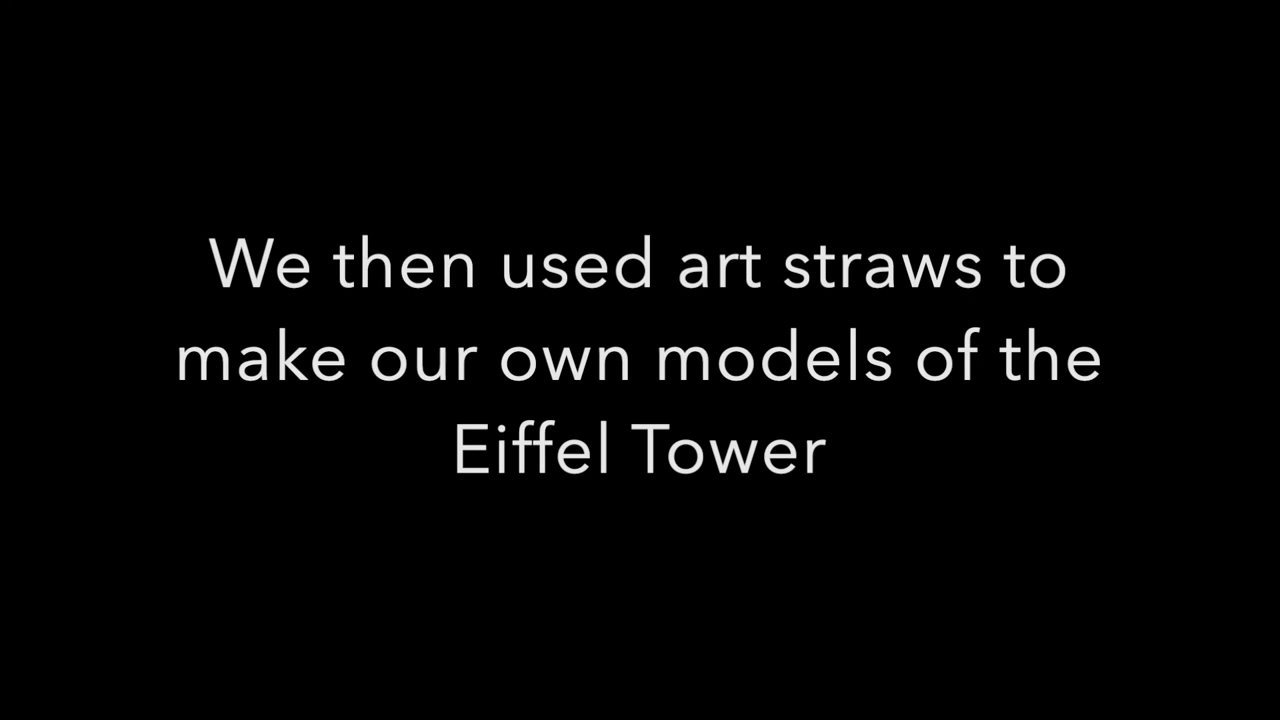 We then used art straws to
make our own models of the
Eiffel Tower